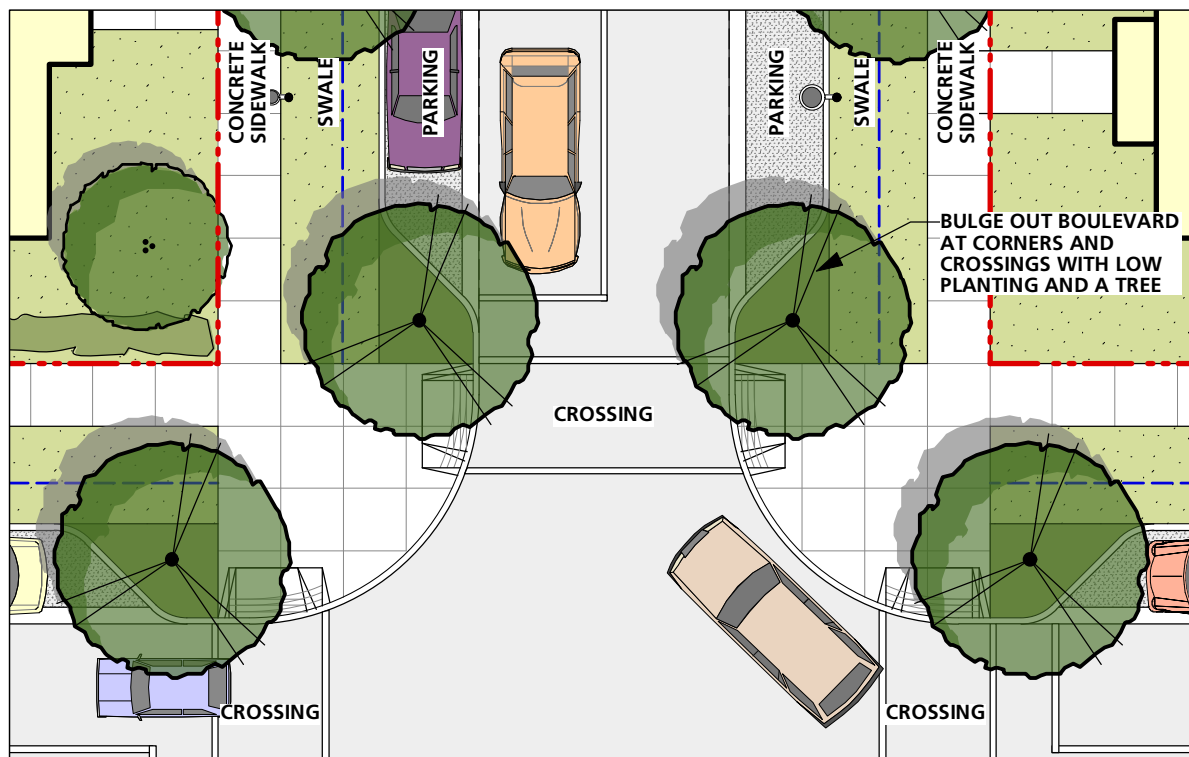 CONCRETE
SIDEWALK
SWALE
PARKING
PARKING
SWALE
CONCRETE
SIDEWALK
BULGE OUT BOULEVARD
AT CORNERS AND
CROSSINGS WITH LOW
PLANTING AND A TREE
CROSSING
CROSSING
CROSSING